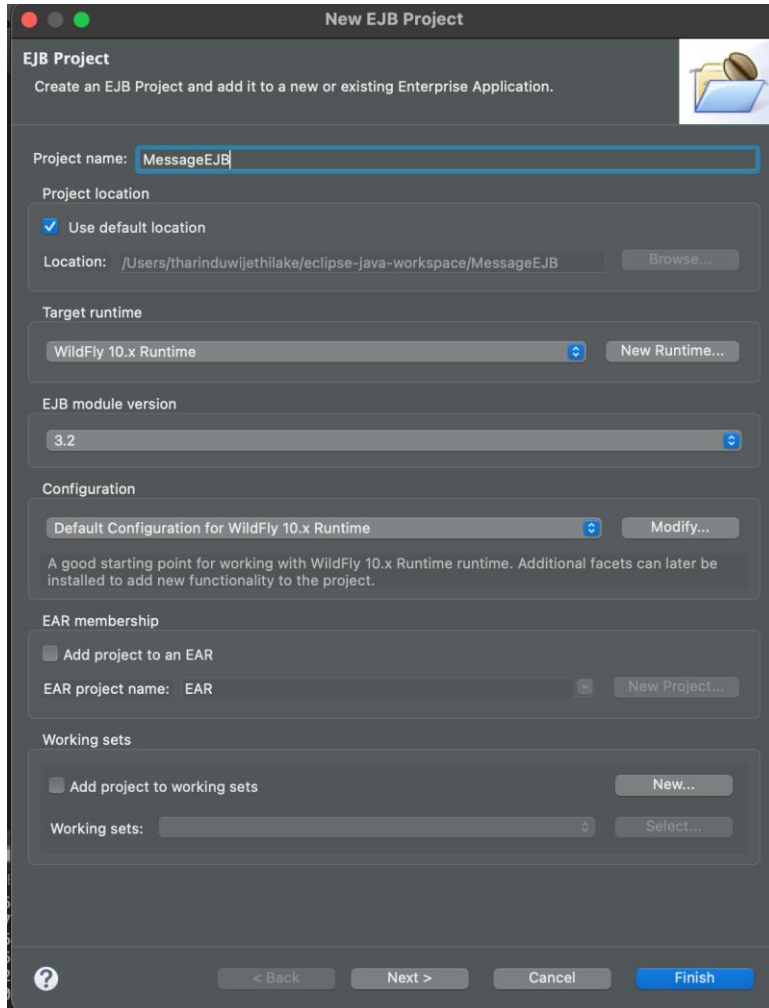 New EJB Project
EJB Project
Create an EJB Project and add it to a new or existing Enterprise Application.
Project name: MessageEJB
Project location
Use default location
Location: /Users/tharinduwijethilake/eclipse-java-workspace/MessageEJB Browse...
Target runtime
WildFly 10.x Runtime New Runtime...
EJB module version
3.2
Configuration
Default Configuration for WildFly 10.x Runtime Modify...
A good starting point for working with WildFly 10.x Runtime runtime. Additional facets can later be
installed to add new functionality to the project.
EAR membership
Add project to an EAR
EAR project name: EAR New Project...
Working sets
Add project to working sets New...
Working sets: Select...
? < Back Next > Cancel Finish